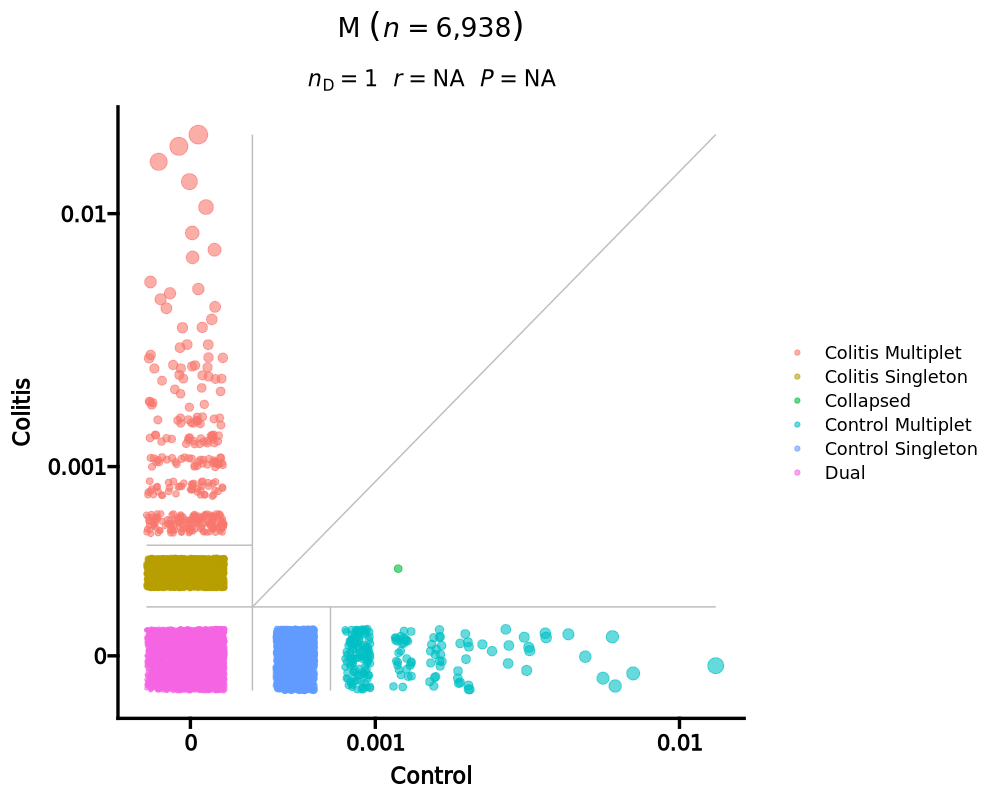 M (n = 6,938)
n_D = 1 r = NA P = NA
Colitis
0.01
0.001
0
0
0.001
0.01
Control
Colitis Multiplet
Colitis Singleton
Collapsed
Control Multiplet
Control Singleton
Dual